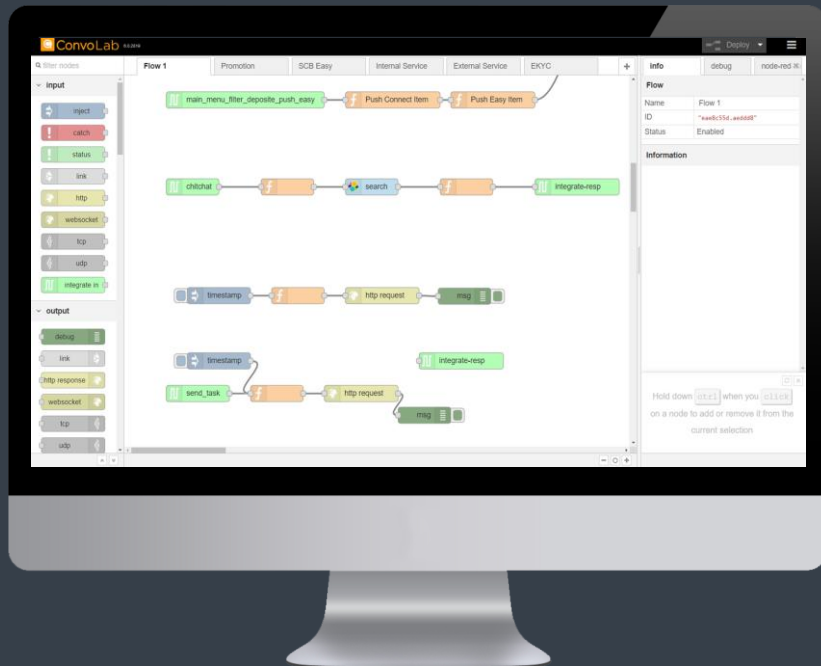 ConvoLab
Deploy
filter nodes
Flow 1
Promotion
SCB Easy
Internal Service
External Service
EKYC
+
info
debug
node-red
input
inject
catch
status
link
http
websocket
tcp
udp
integrate in
output
debug
link
http response
websocket
tcp
udp
main_menu_filter_deposite_push_easy
f
Push Connect Item
f
Push Easy Item
chitchat
f
search
f
integrate-resp
timestamp
f
http request
msg
timestamp
integrate-resp
send_task
f
http request
msg
Flow
Name Flow 1
ID
Status Enabled
Information
Hold down ctrl when you click
on a node to add or remove it from the
current selection